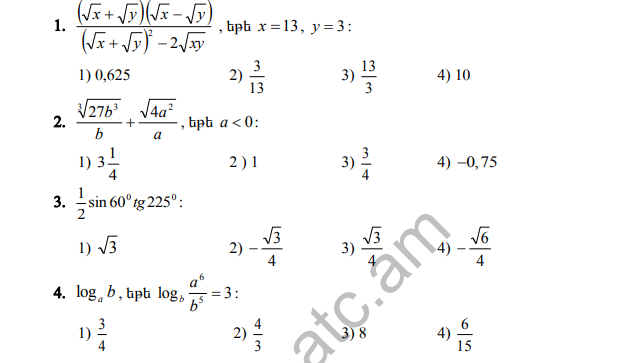 1. \frac{(\sqrt{x}+\sqrt{y})(\sqrt{x}-\sqrt{y})}{(\sqrt{x}+\sqrt{y})^2-2\sqrt{xy}}, եթե x=13, y=3:
1) 0,625 2) \frac{3}{13} 3) \frac{13}{3} 4) 10
2. \frac{\sqrt[3]{27b^3}}{b}+\frac{\sqrt{4a^2}}{a}, եթե a<0:
1) 3\frac{1}{4} 2 ) 1 3) \frac{3}{4} 4) –0,75
3. \frac{1}{2}sin60^0 tg225^0:
1) \sqrt{3} 2) -\frac{\sqrt{3}}{4} 3) \frac{\sqrt{3}}{4} 4) -\frac{\sqrt{6}}{4}
4. log_a b, եթե log_b \frac{a^6}{b^5}=3:
1) \frac{3}{4} 2) \frac{4}{3} 3) 8 4) \frac{6}{15}
atc.am